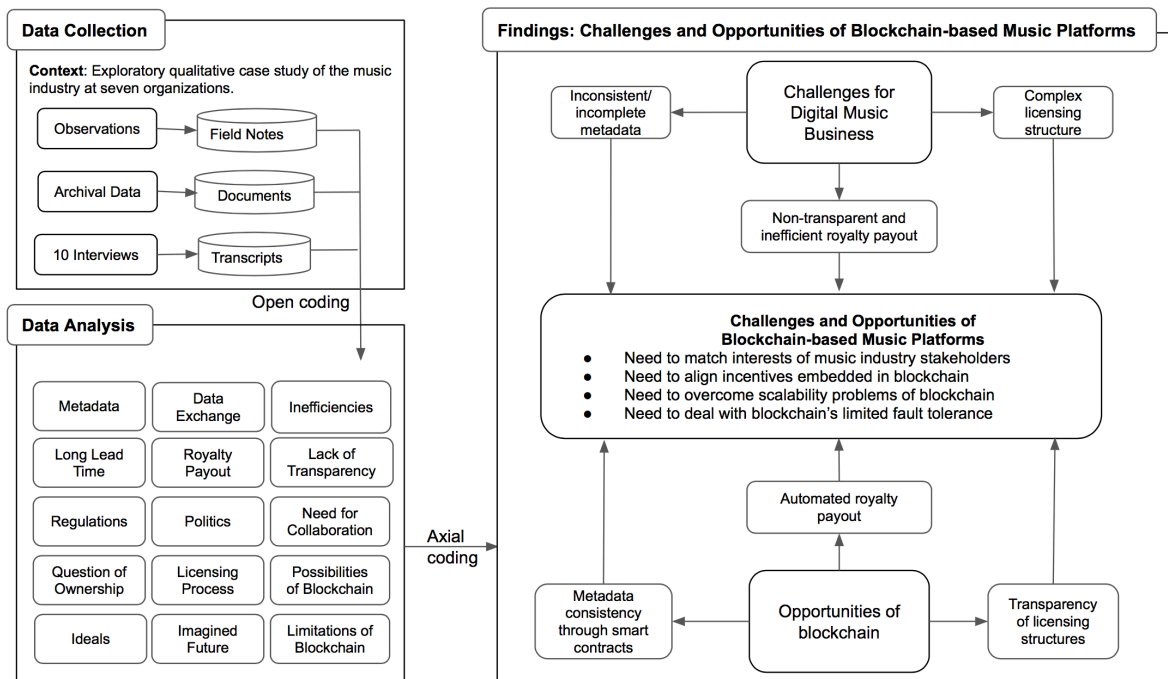 Data Collection
Context: Exploratory qualitative case study of the music
industry at seven organizations.
Observations
Field Notes
Archival Data
Documents
10 Interviews
Transcripts
Open coding
Data Analysis
Metadata
Data
Exchange
Inefficiencies
Long Lead
Time
Royalty
Payout
Lack of
Transparency
Regulations
Politics
Need for
Collaboration
Question of
Ownership
Licensing
Process
Possibilities
of Blockchain
Ideals
Imagined
Future
Limitations of
Blockchain
Axial
coding
Findings: Challenges and Opportunities of Blockchain-based Music Platforms
Inconsistent/
incomplete
metadata
Challenges for
Digital Music
Business
Complex
licensing
structure
Non-transparent and
inefficient royalty payout
Challenges and Opportunities of
Blockchain-based Music Platforms
● Need to match interests of music industry stakeholders
● Need to align incentives embedded in blockchain
● Need to overcome scalability problems of blockchain
● Need to deal with blockchain's limited fault tolerance
Automated royalty
payout
Metadata
consistency
through smart
contracts
Opportunities of
blockchain
Transparency
of licensing
structures